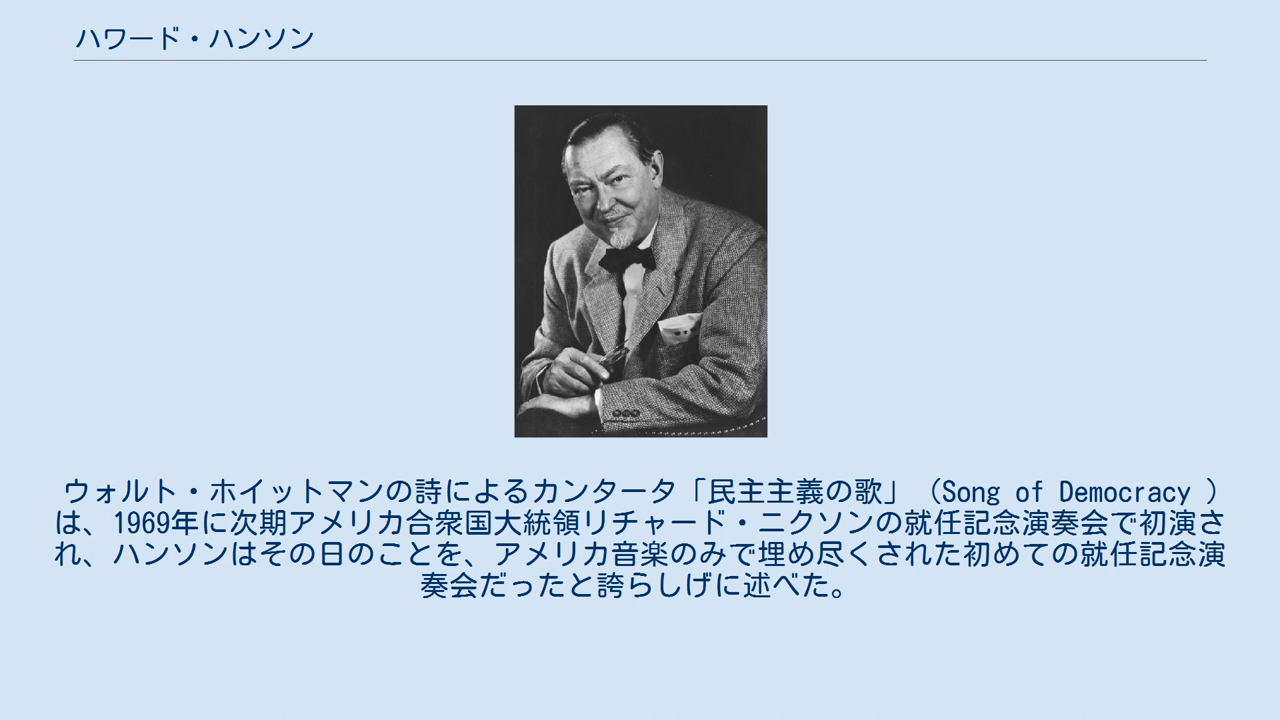 ハワード・ハンソン
ウォルト・ホイットマンの詩によるカンタータ「民主主義の歌」（Song of Democracy ）
は、1969年に次期アメリカ合衆国大統領リチャード・ニクソンの就任記念演奏会で初演さ
れ、ハンソンはその日のことを、アメリカ音楽のみで埋め尽くされた初めての就任記念演
奏会だったと誇らしげに述べた。